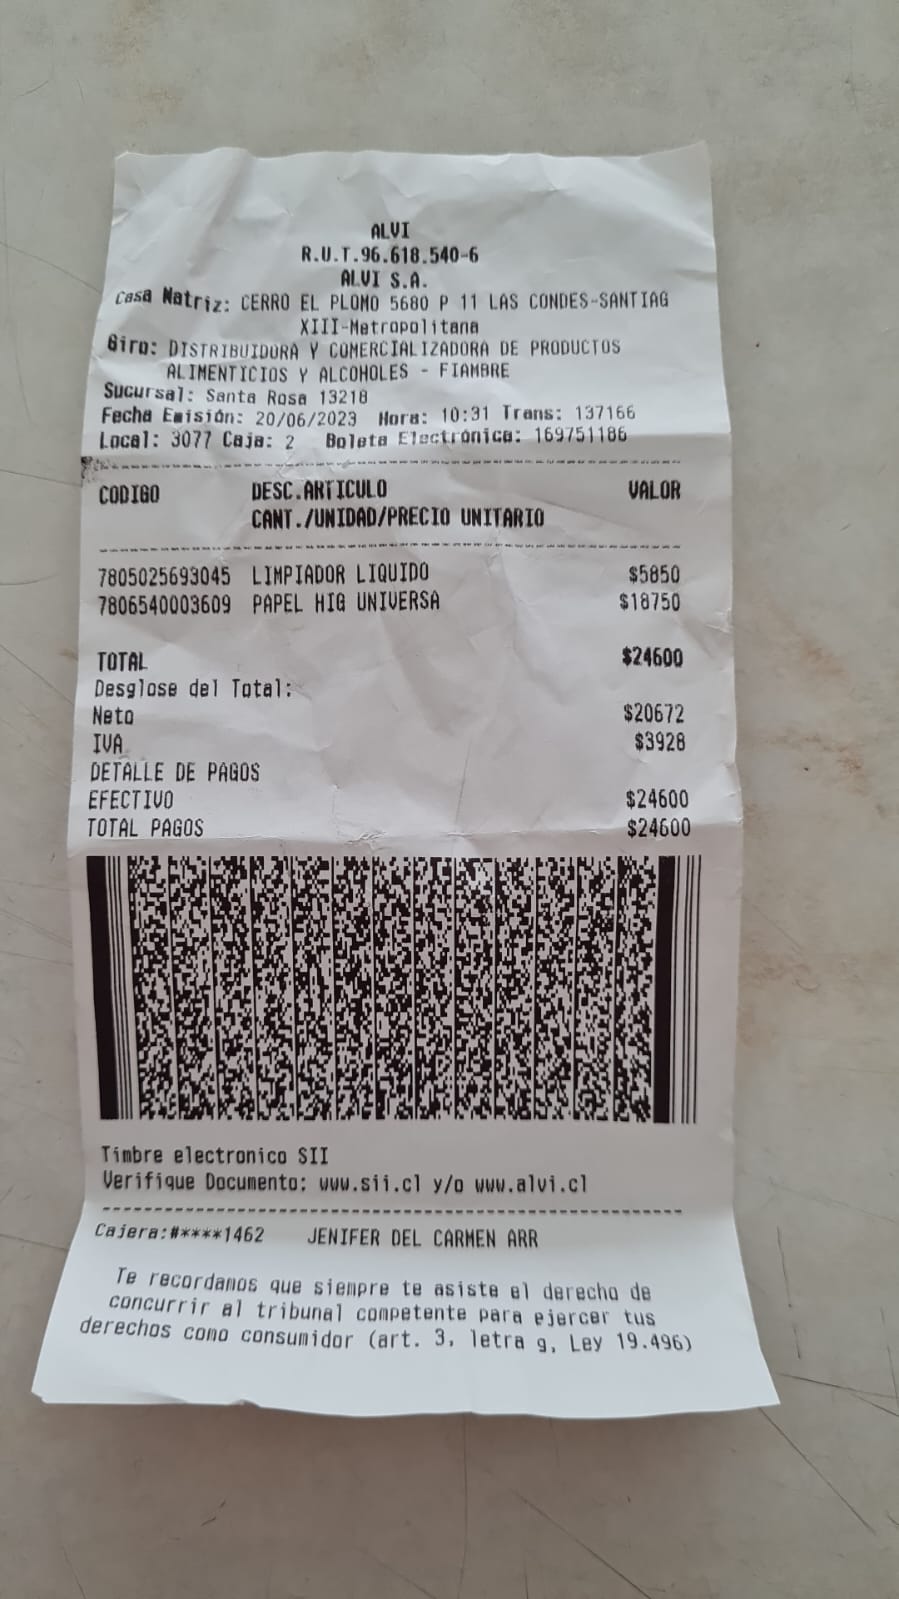 ALVI
R.U.T.96.618.540-6
ALVI S.A.
Casa Matriz: CERRO EL PLOMO 5680 P 11 LAS CONDES-SANTIAG
XIII-Metropolitana
Giro: DISTRIBUIDORA Y COMERCIALIZADORA DE PRODUCTOS
ALIMENTICIOS Y ALCOHOLES - FIAMBRE
Sucursal: Santa Rosa 13218
Fecha Emisión: 20/06/2023 Hora: 10:31 Trans: 137166
Local: 3077 Caja: 2 Boleta Electrónica: 169751186
CODIGO DESC.ARTICULO VALOR
CANT./UNIDAD/PRECIO UNITARIO
7805025693045 LIMPIADOR LIQUIDO $5850
7806540003609 PAPEL HIG UNIVERSA $18750
TOTAL $24600
Desglose del Total:
Neto $20672
IVA $3928
DETALLE DE PAGOS
EFECTIVO $24600
TOTAL PAGOS $24600
Timbre electronico SII
Verifique Documento: www.sii.cl y/o www.alvi.cl
Cajera:#****1462 JENIFER DEL CARMEN ARR
Te recordamos que siempre te asiste el derecho de
concurrir al tribunal competente para ejercer tus
derechos como consumidor (art. 3, letra g, Ley 19.496)